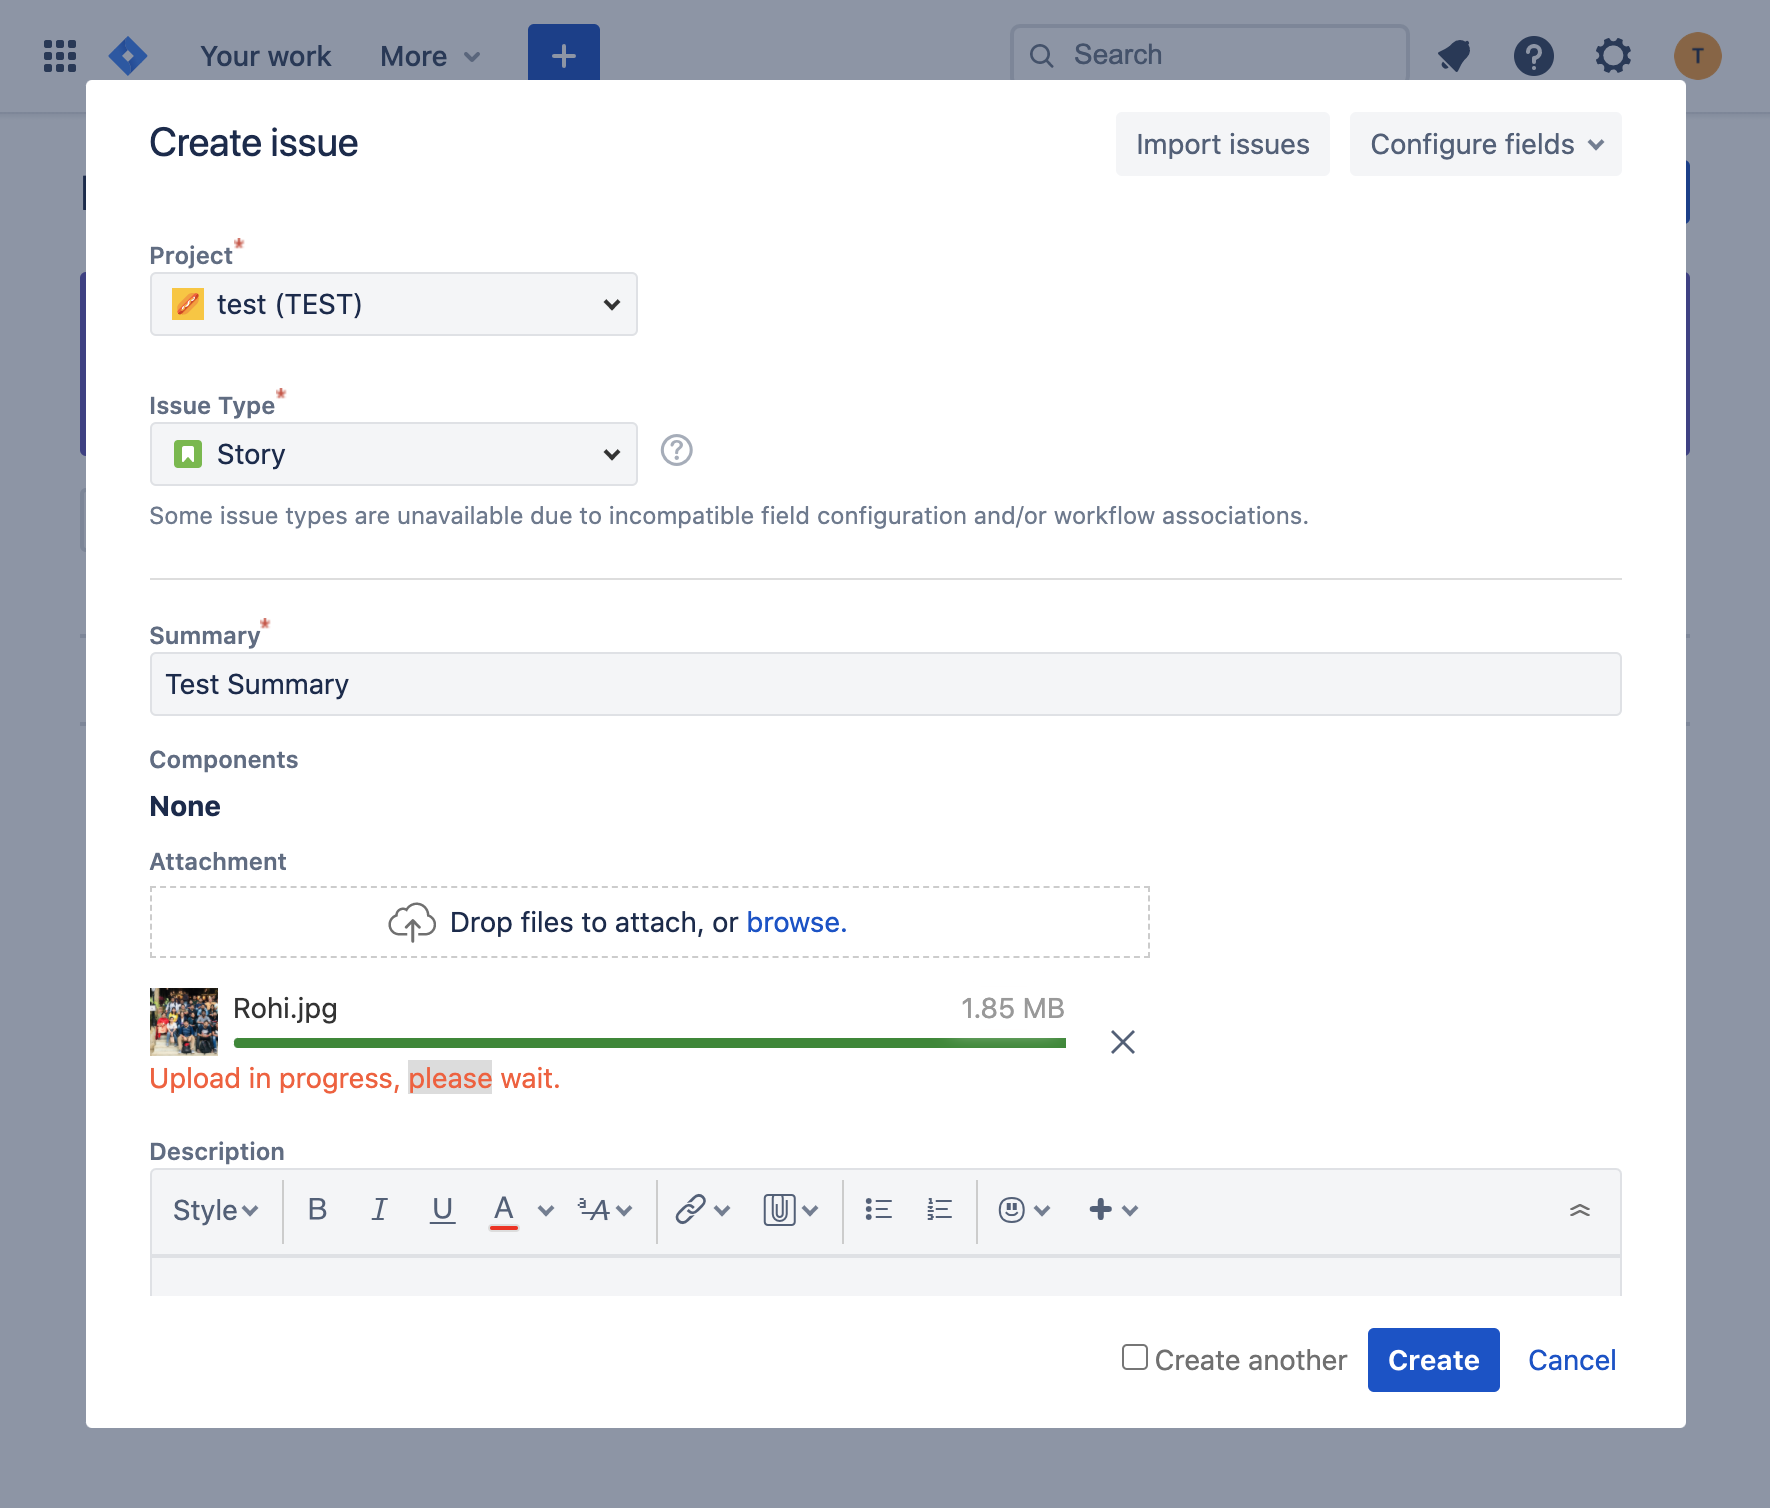 Your work More Search T
Create issue Import issues Configure fields
Project*
test (TEST)
Issue Type*
Story
Some issue types are unavailable due to incompatible field configuration and/or workflow associations.
Summary*
Test Summary
Components
None
Attachment
Drop files to attach, or browse.
Rohi.jpg 1.85 MB
Upload in progress, please wait.
Description
Style B I U A A
Create another Create Cancel